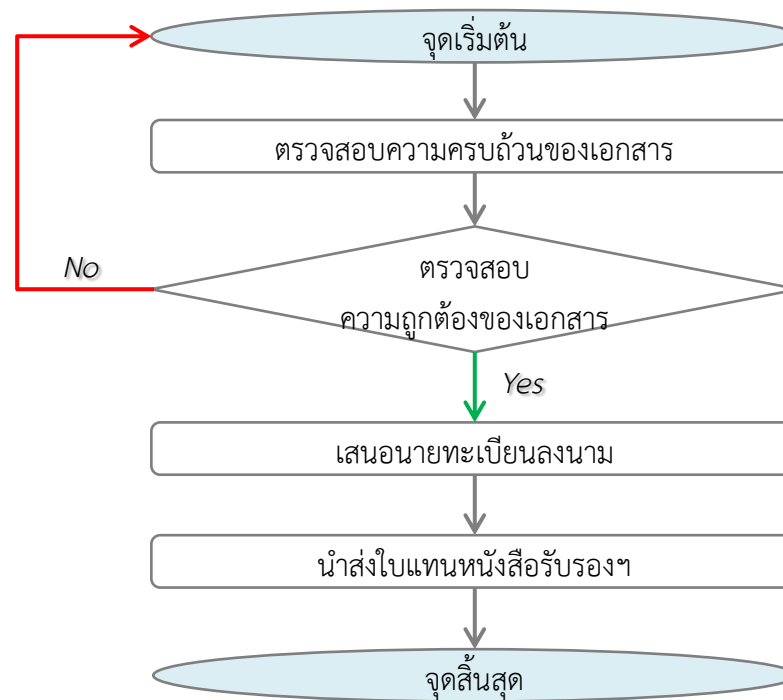 จุดเริ่มต้น
ตรวจสอบความครบถ้วนของเอกสาร
ตรวจสอบ
ความถูกต้องของเอกสาร
No
Yes
เสนอนายทะเบียนลงนาม
นำส่งใบแทนหนังสือรับรองฯ
จุดสิ้นสุด